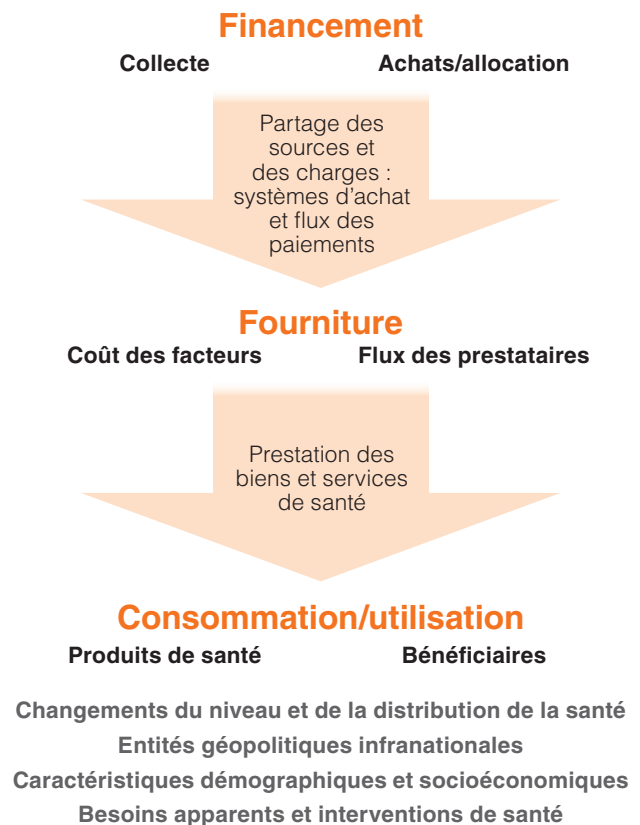 Financement
Collecte Achats/allocation
Partage des
sources et
des charges :
systèmes d'achat
et flux des
paiements
Fourniture
Coût des facteurs Flux des prestataires
Prestation des
biens et services
de santé
Consommation/utilisation
Produits de santé Bénéficiaires
Changements du niveau et de la distribution de la santé
Entités géopolitiques infranationales
Caractéristiques démographiques et socioéconomiques
Besoins apparents et interventions de santé